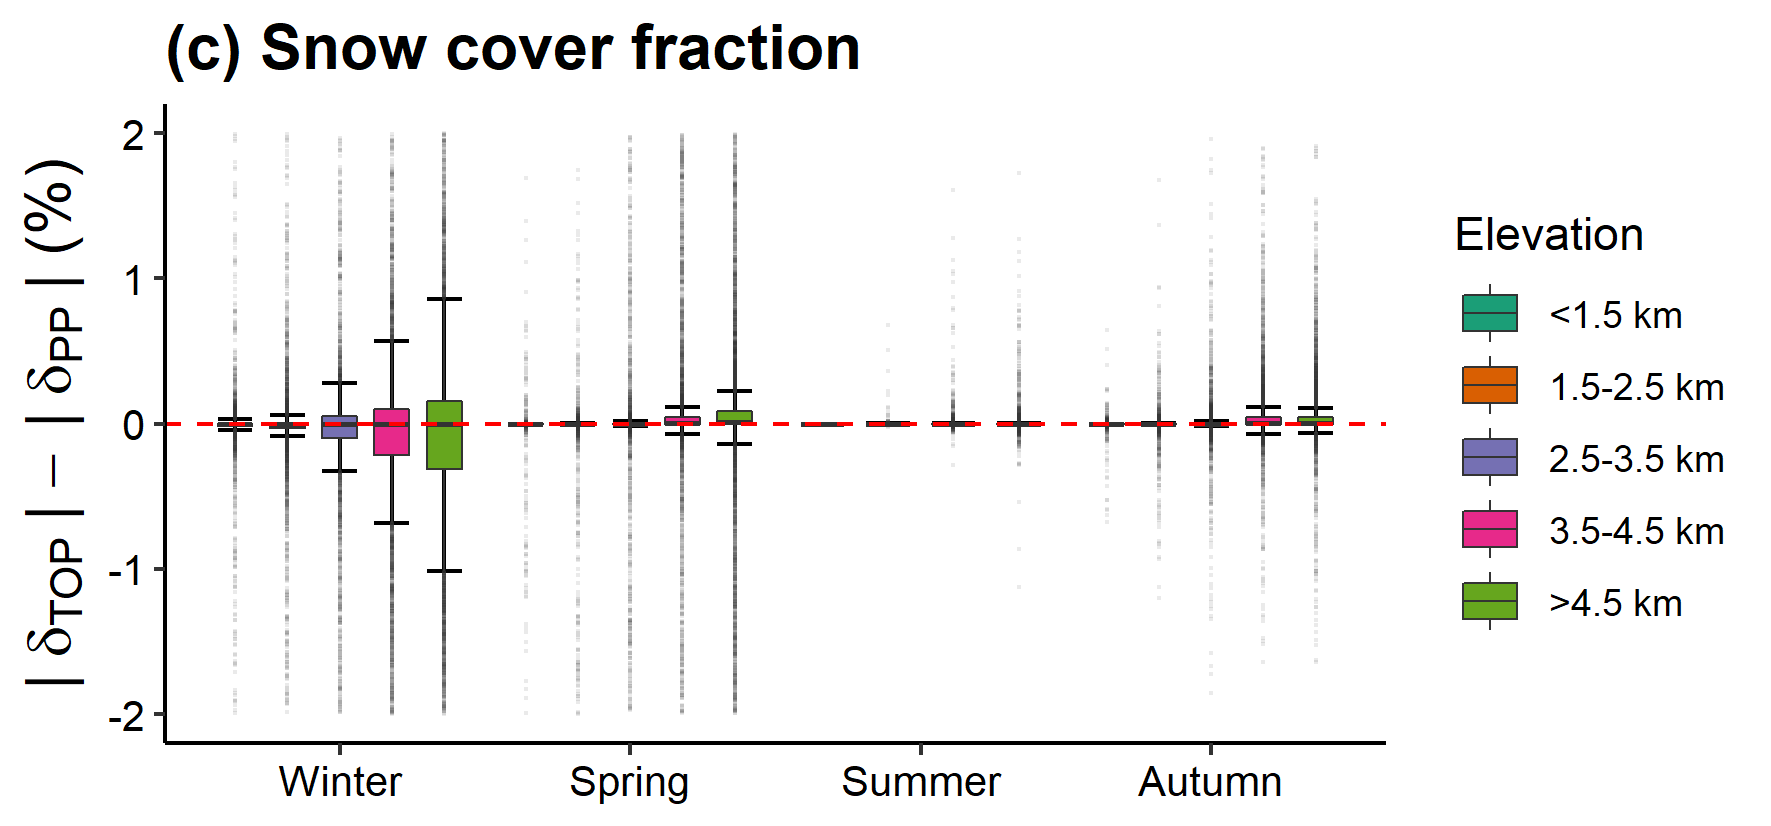 (c) Snow cover fraction
| δTOP | − | δPP | (%)
2
1
0
-1
-2
Winter
Spring
Summer
Autumn
Elevation
<1.5 km
1.5-2.5 km
2.5-3.5 km
3.5-4.5 km
>4.5 km